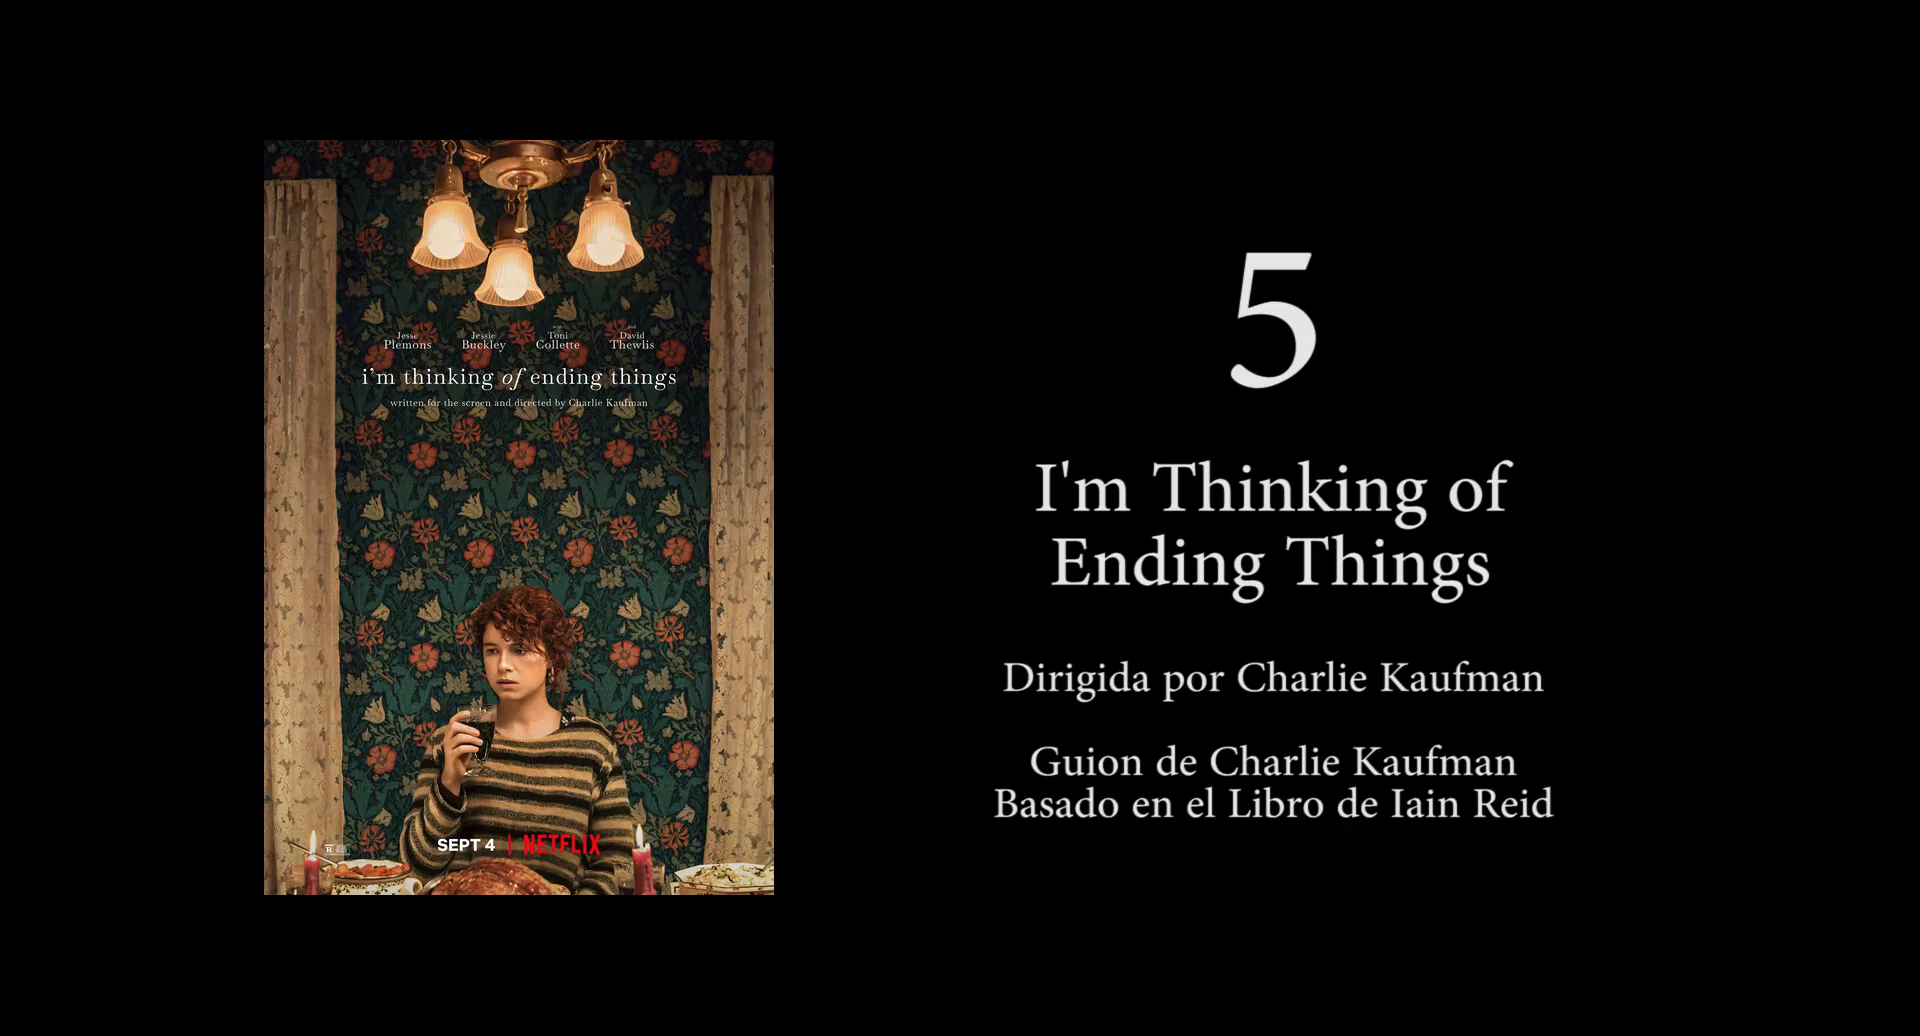 Jesse
Plemons
Jessie
Buckley
with
Toni
Collette
and
David
Thewlis
i'm thinking of ending things
written for the screen and directed by Charlie Kaufman
SEPT 4 | NETFLIX
R
5
I'm Thinking of
Ending Things
Dirigida por Charlie Kaufman
Guion de Charlie Kaufman
Basado en el Libro de Iain Reid